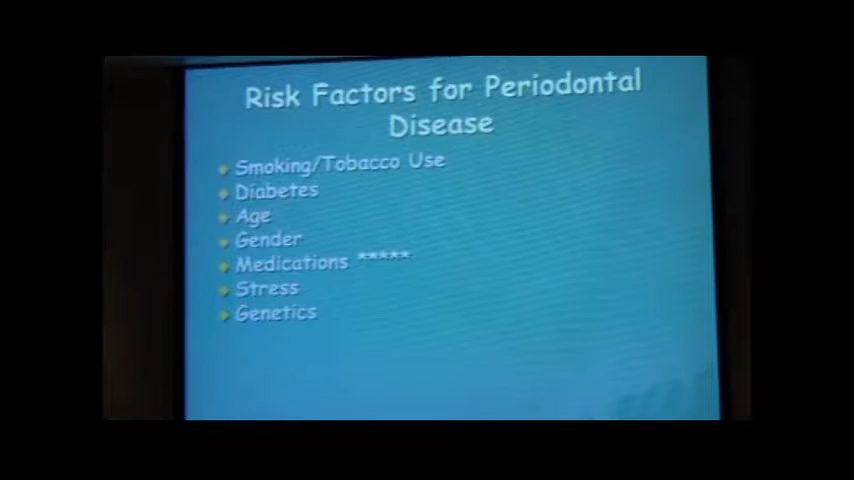 Risk Factors for Periodontal
Disease
Smoking/Tobacco Use
Diabetes
Age
Gender
Medications *****
Stress
Genetics